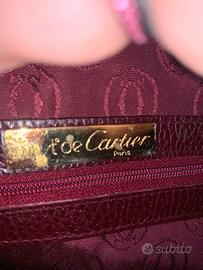 t de Cartier
Paris
subito